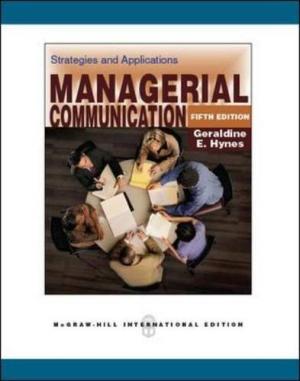 Strategies and Applications
MANAGERIAL
COMMUNICATION
FIFTH EDITION
Geraldine
E. Hynes
McGRAW-HILL INTERNATIONAL EDITION